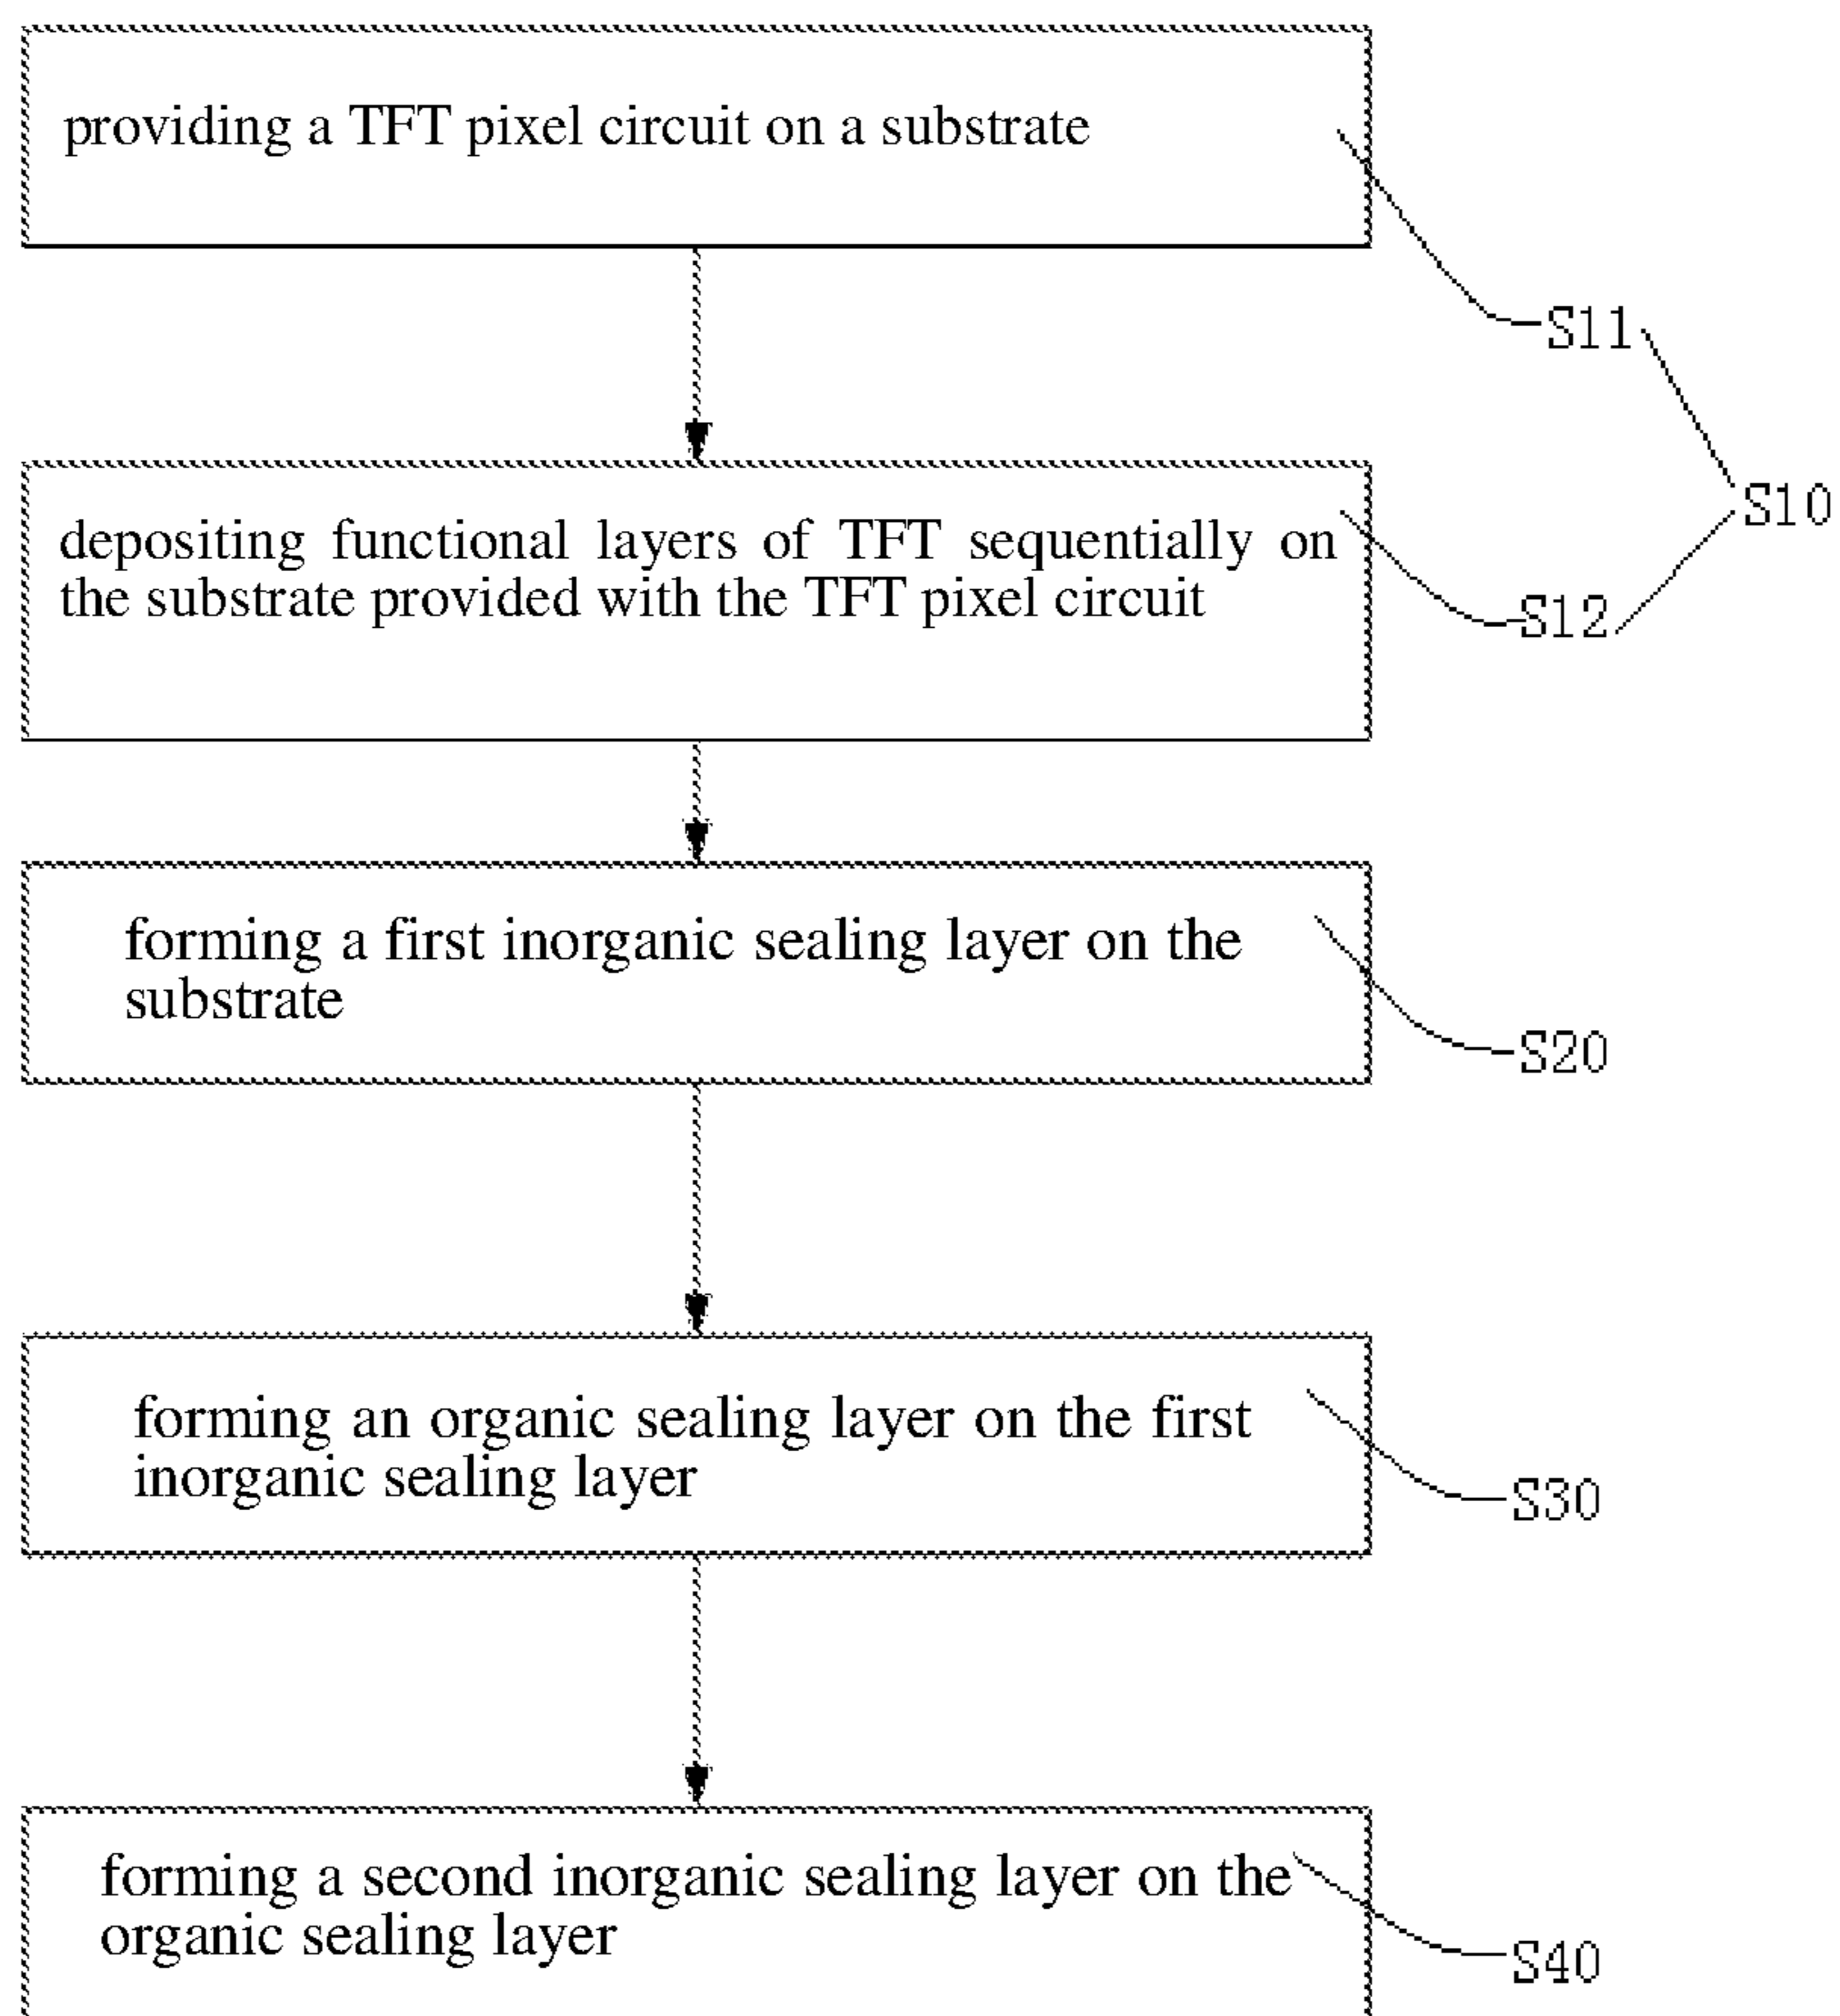 providing a TFT pixel circuit on a substrate
S11
S10
depositing functional layers of TFT sequentially on
the substrate provided with the TFT pixel circuit
S12
forming a first inorganic sealing layer on the
substrate
S20
forming an organic sealing layer on the first
inorganic sealing layer
S30
forming a second inorganic sealing layer on the
organic sealing layer
S40